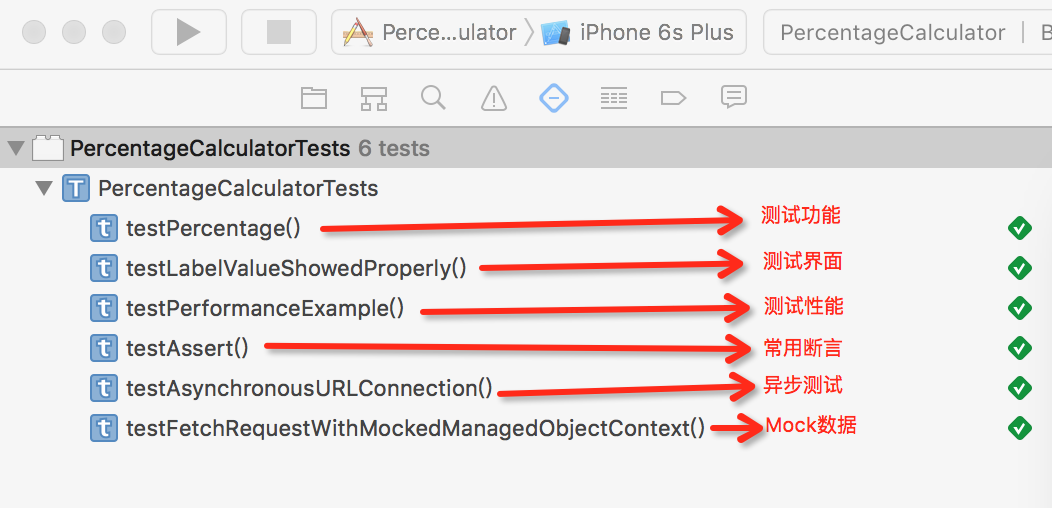 Perce...ulator iPhone 6s Plus PercentageCalculator B
PercentageCalculatorTests 6 tests
T PercentageCalculatorTests
t testPercentage() 测试功能
t testLabelValueShowedProperly() 测试界面
t testPerformanceExample() 测试性能
t testAssert() 常用断言
t testAsynchronousURLConnection() 异步测试
t testFetchRequestWithMockedManagedObjectContext() Mock数据